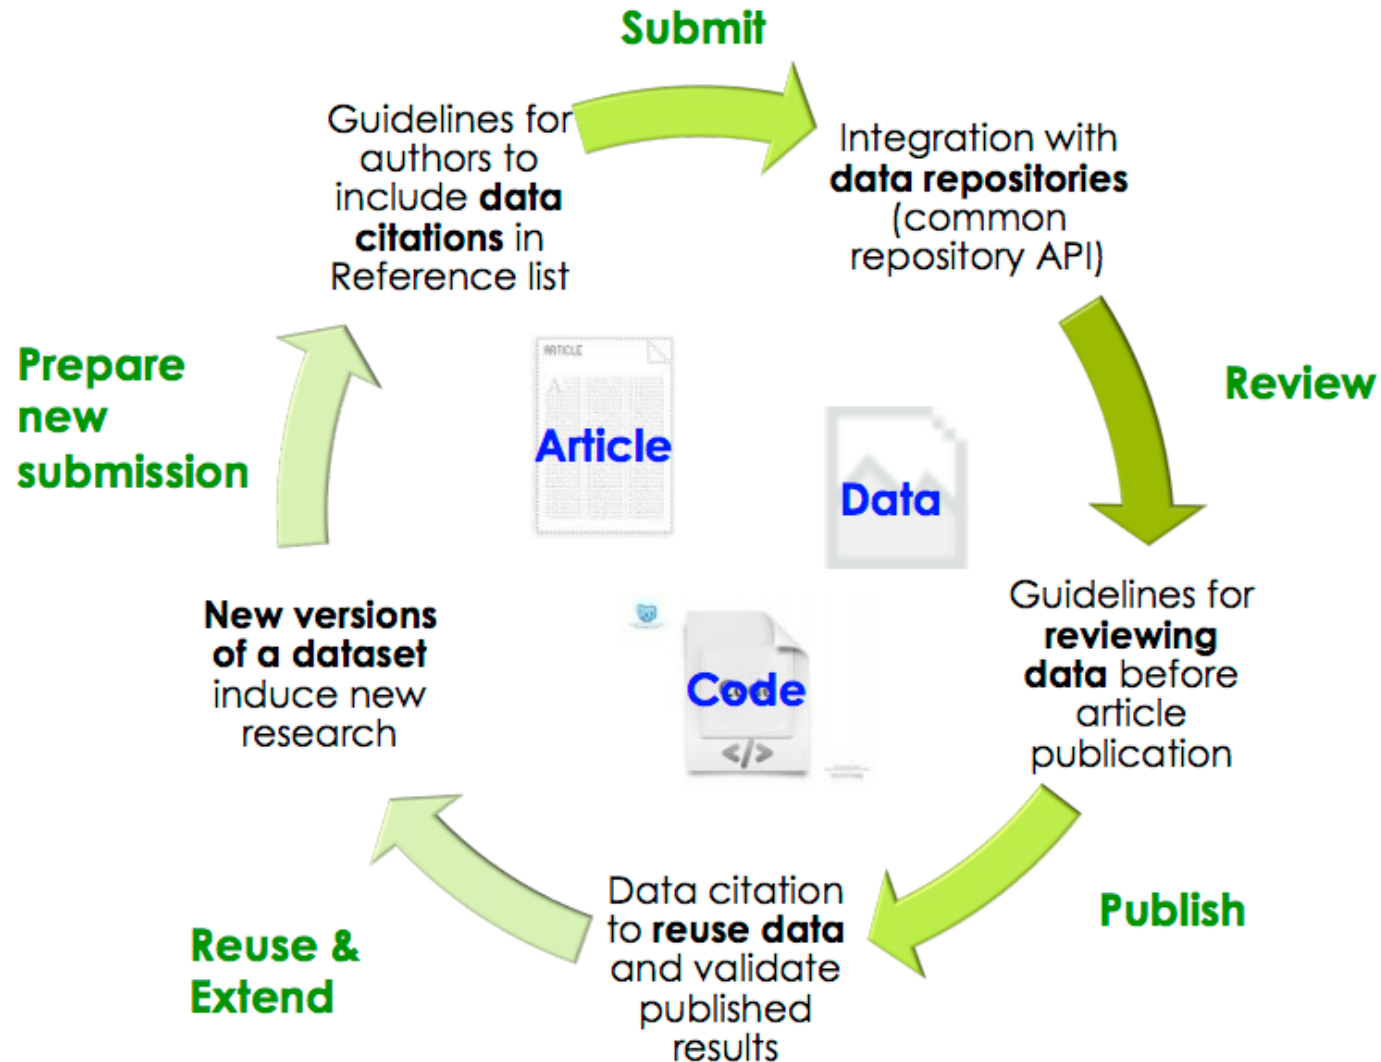 Submit
Guidelines for
authors to
include data
citations in
Reference list
Integration with
data repositories
(common
repository API)
Review
Guidelines for
reviewing
data before
article
publication
Publish
Data citation
to reuse data
and validate
published
results
Reuse &
Extend
New versions
of a dataset
induce new
research
Prepare
new
submission
ARTICLE
Article
Data
Code
</>